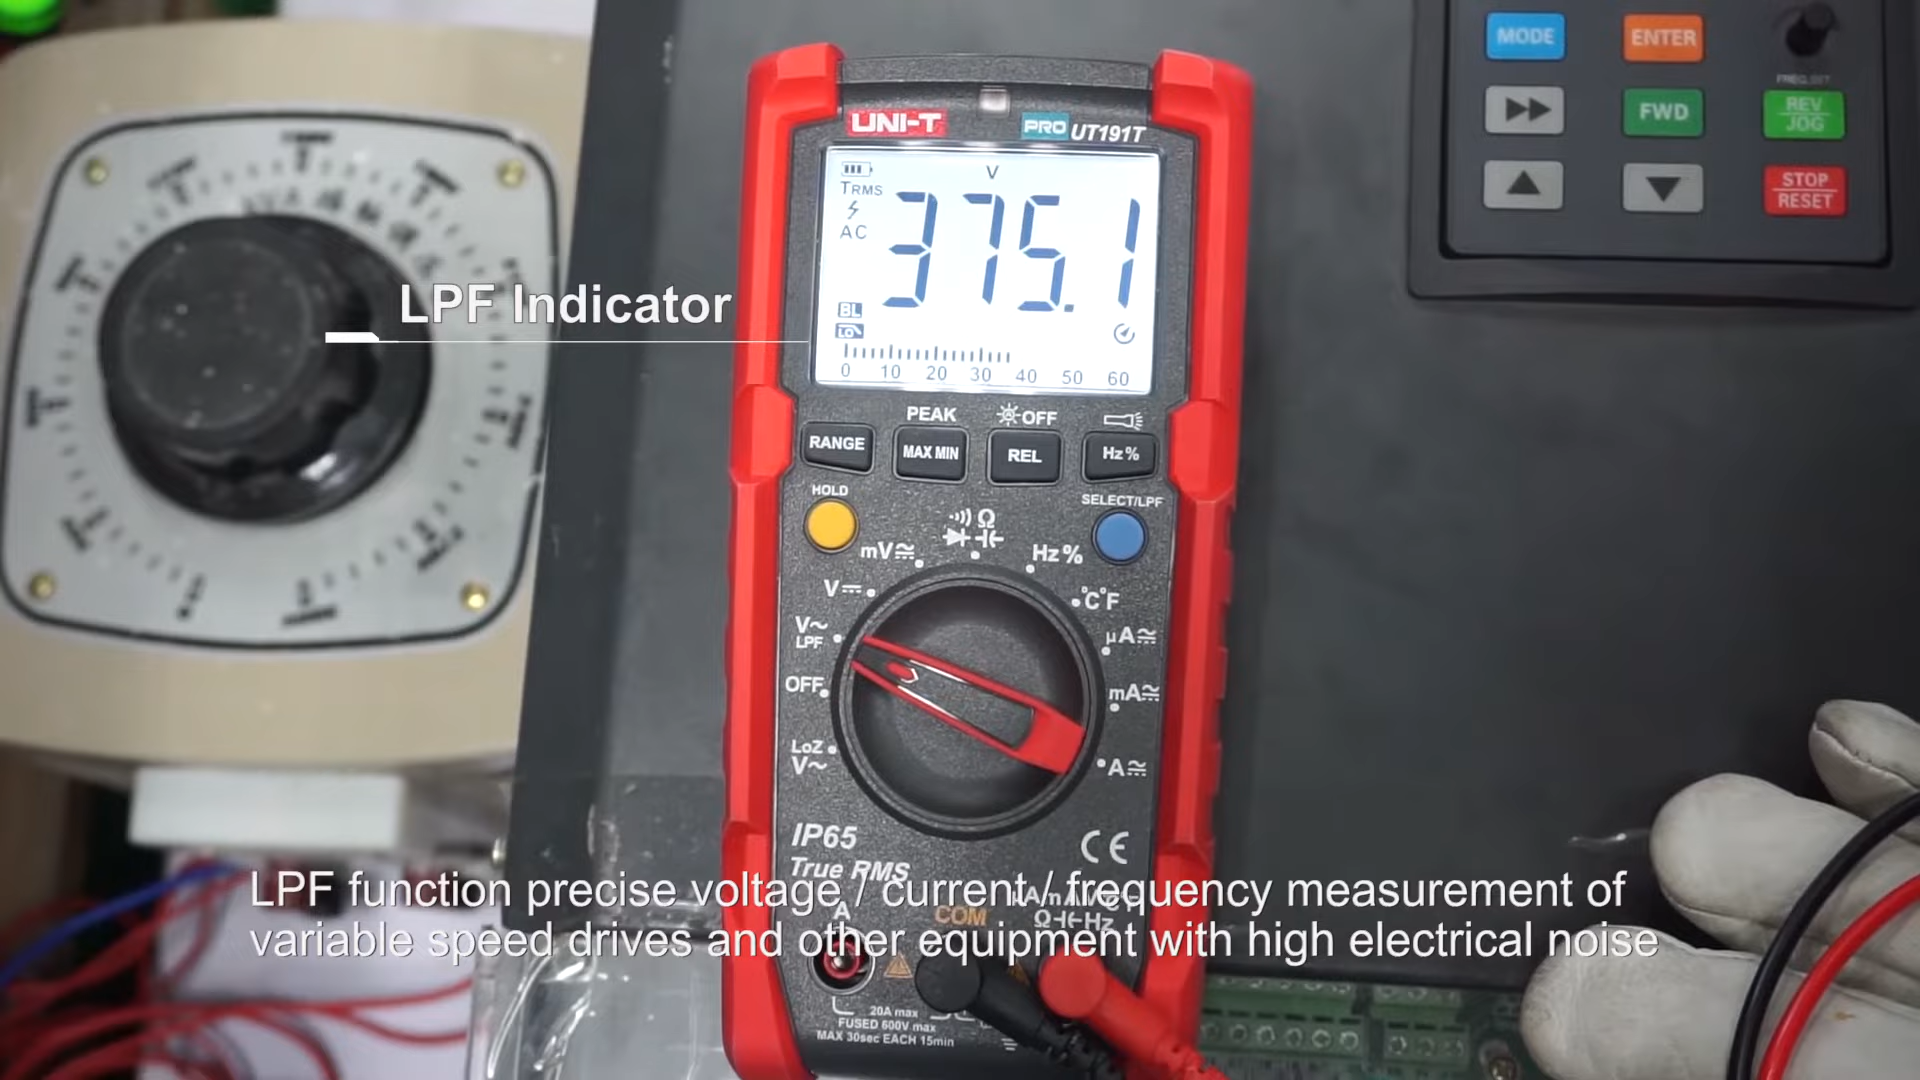 MODE
ENTER
FREQ.SET
FWD
REV
JOG
STOP
RESET
UNI-T
PRO UT191T
V
TRMS
AC
375.1
BL
LO
0 10 20 30 40 50 60
LPF Indicator
PEAK
OFF
RANGE
MAX MIN
REL
Hz%
HOLD
SELECT/LPF
Ω
mV
Hz%
V
°C°F
V~
LPF
µA
OFF
mA
LoZ
V~
A
IP65
CE
True RMS
LPF function precise voltage / current / frequency measurement of
variable speed drives and other equipment with high electrical noise
A
COM
20A max
FUSED 600V max
MAX 30sec EACH 15min